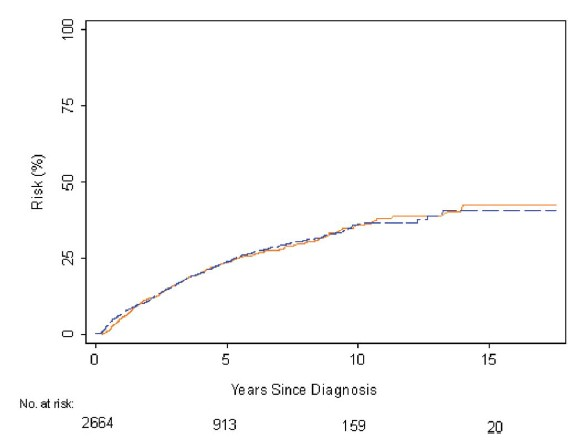 100
75
50
25
0
Risk (%)
0 5 10 15
Years Since Diagnosis
No. at risk:
2664 913 159 20